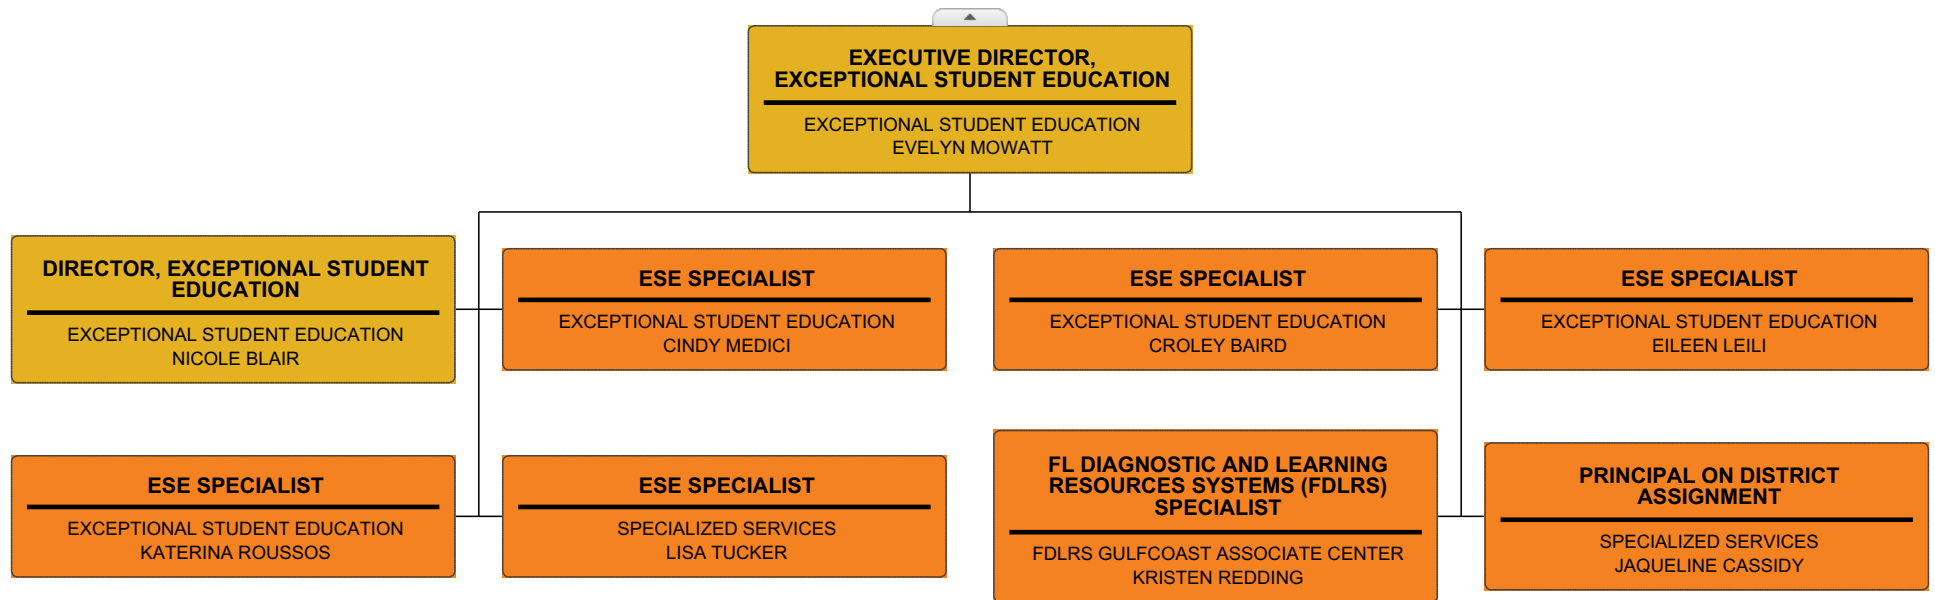 EXECUTIVE DIRECTOR,
EXCEPTIONAL STUDENT EDUCATION
EXCEPTIONAL STUDENT EDUCATION
EVELYN MOWATT
DIRECTOR, EXCEPTIONAL STUDENT
EDUCATION
EXCEPTIONAL STUDENT EDUCATION
NICOLE BLAIR
ESE SPECIALIST
EXCEPTIONAL STUDENT EDUCATION
CINDY MEDICI
ESE SPECIALIST
EXCEPTIONAL STUDENT EDUCATION
CROLEY BAIRD
ESE SPECIALIST
EXCEPTIONAL STUDENT EDUCATION
EILEEN LEILI
ESE SPECIALIST
EXCEPTIONAL STUDENT EDUCATION
KATERINA ROUSSOS
ESE SPECIALIST
SPECIALIZED SERVICES
LISA TUCKER
FL DIAGNOSTIC AND LEARNING
RESOURCES SYSTEMS (FDLRS)
SPECIALIST
FDLRS GULFCOAST ASSOCIATE CENTER
KRISTEN REDDING
PRINCIPAL ON DISTRICT
ASSIGNMENT
SPECIALIZED SERVICES
JAQUELINE CASSIDY